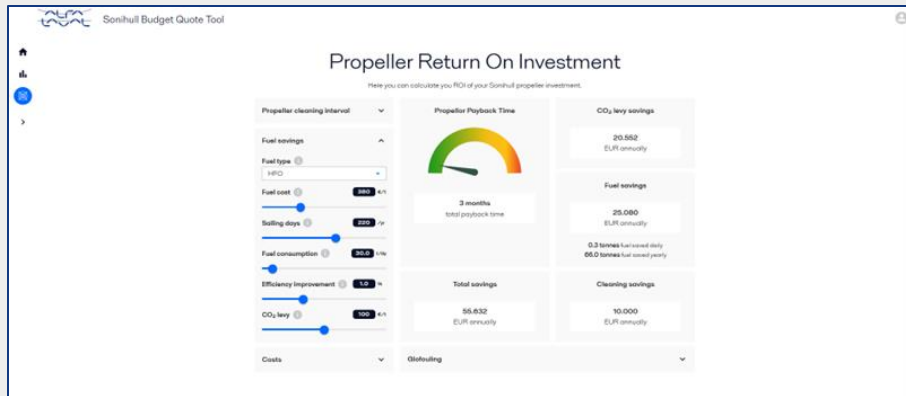 ALFA LAVAL
Sonihull Budget Quote Tool
Propeller Return On Investment
Here you can calculate you ROI of your Sonihull propeller investment.
Propeller cleaning interval
Fuel savings
Fuel type
HFO
Fuel cost 380 €/t
Sailing days 220 /yr
Fuel consumption 30.0
Efficiency improvement 1.0 %
CO₂ levy 100 €/t
Costs
Propeller Payback Time
3 months
total payback time
Total savings
55.632
EUR annually
CO₂ levy savings
20.552
EUR annually
Fuel savings
25.080
EUR annually
0.3 tonnes fuel saved daily
66.0 tonnes fuel saved yearly
Cleaning savings
10.000
EUR annually
Glofouling